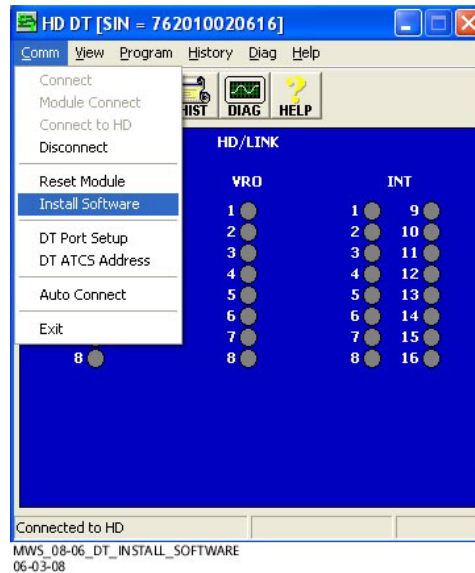 HD DT [SIN = 762010020616]
Comm View Program History Diag Help
Connect
Module Connect
Connect to HD
Disconnect
Reset Module
Install Software
DT Port Setup
DT ATCS Address
Auto Connect
Exit
HIST DIAG HELP
HD/LINK
VRO INT
1 1 9
2 2 10
3 3 11
4 4 12
5 5 13
6 6 14
7 7 15
8 8 8 16
Connected to HD
MWS_08-06_DT_INSTALL_SOFTWARE
06-03-08